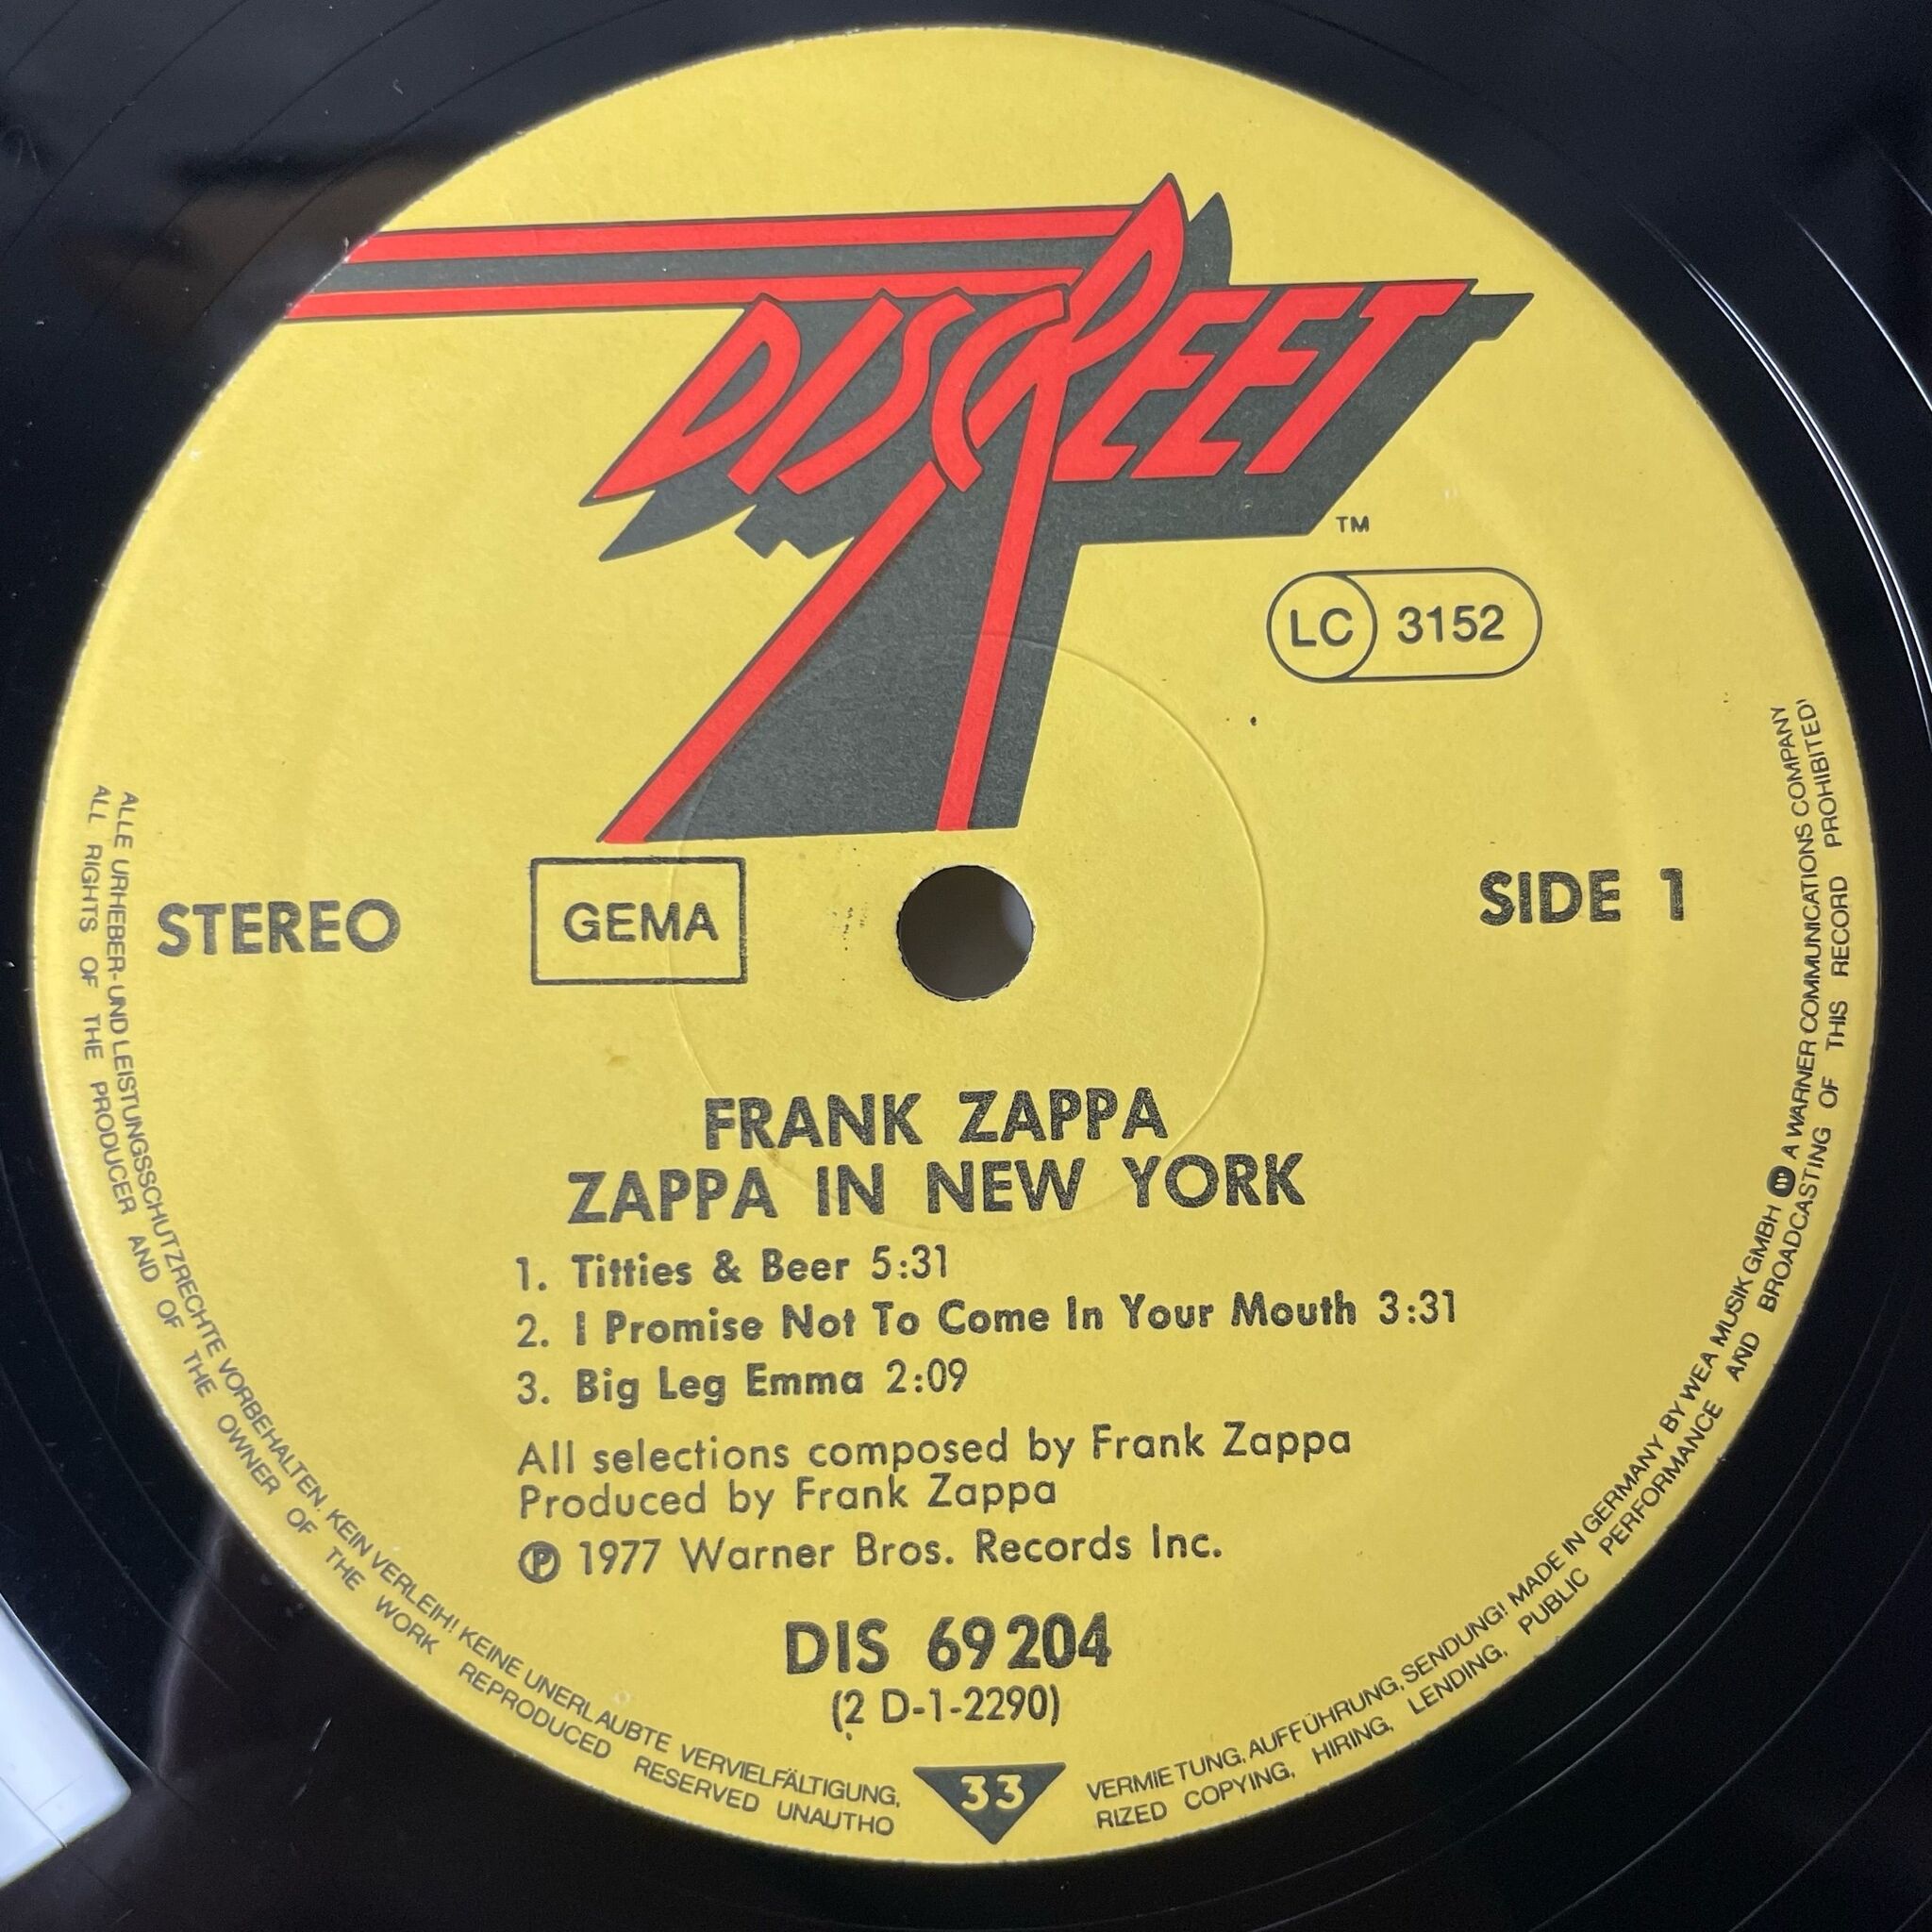 DISCREET
TM
LC 3152
STEREO
GEMA
SIDE 1
FRANK ZAPPA
ZAPPA IN NEW YORK
1. Titties & Beer 5:31
2. I Promise Not To Come In Your Mouth 3:31
3. Big Leg Emma 2:09
All selections composed by Frank Zappa
Produced by Frank Zappa
Ⓟ 1977 Warner Bros. Records Inc.
DIS 69 204
(2 D-1-2290)
33
ALLE URHEBER- UND LEISTUNGSSCHUTZRECHTE VORBEHALTEN. KEIN VERLEIH! KEINE UNERLAUBTE VERVIELFÄLTIGUNG, VERMIETUNG, AUFFÜHRUNG, SENDUNG! MADE IN GERMANY BY WEA MUSIK GMBH A WARNER COMMUNICATIONS COMPANY
ALL RIGHTS OF THE PRODUCER AND OF THE OWNER OF THE WORK REPRODUCED RESERVED UNAUTHORIZED COPYING, HIRING, LENDING, PUBLIC PERFORMANCE AND BROADCASTING OF THIS RECORD PROHIBITED!